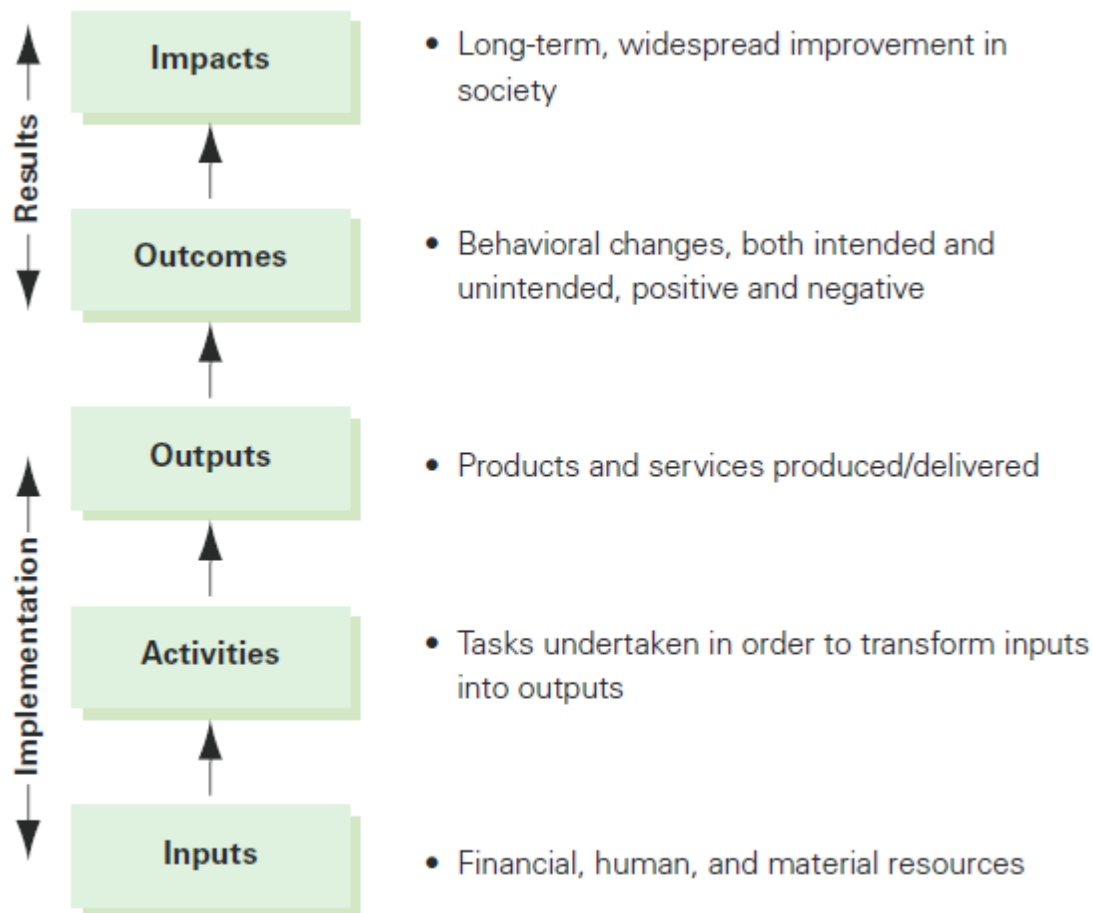 Impacts
• Long-term, widespread improvement in
society
Results
Outcomes
• Behavioral changes, both intended and
unintended, positive and negative
Outputs
• Products and services produced/delivered
Implementation
Activities
• Tasks undertaken in order to transform inputs
into outputs
Inputs
• Financial, human, and material resources